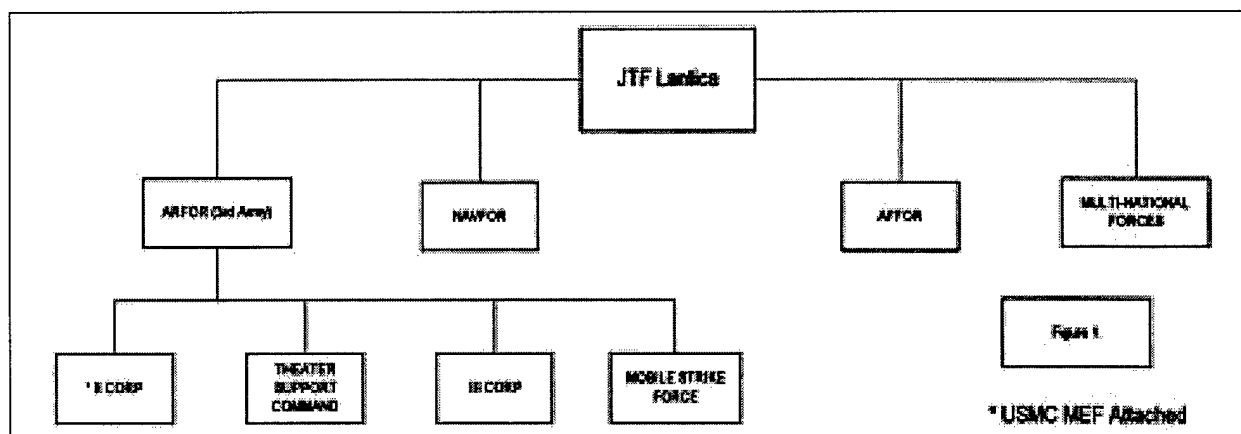 JTF Lantica
ARFOR (3rd Army)
NAVFOR
AFFOR
MULTI-NATIONAL
FORCES
* II CORP
THEATER
SUPPORT
COMMAND
III CORP
MOBILE STRIKE
FORCE
Figure 1.
* USMC MEF Attached